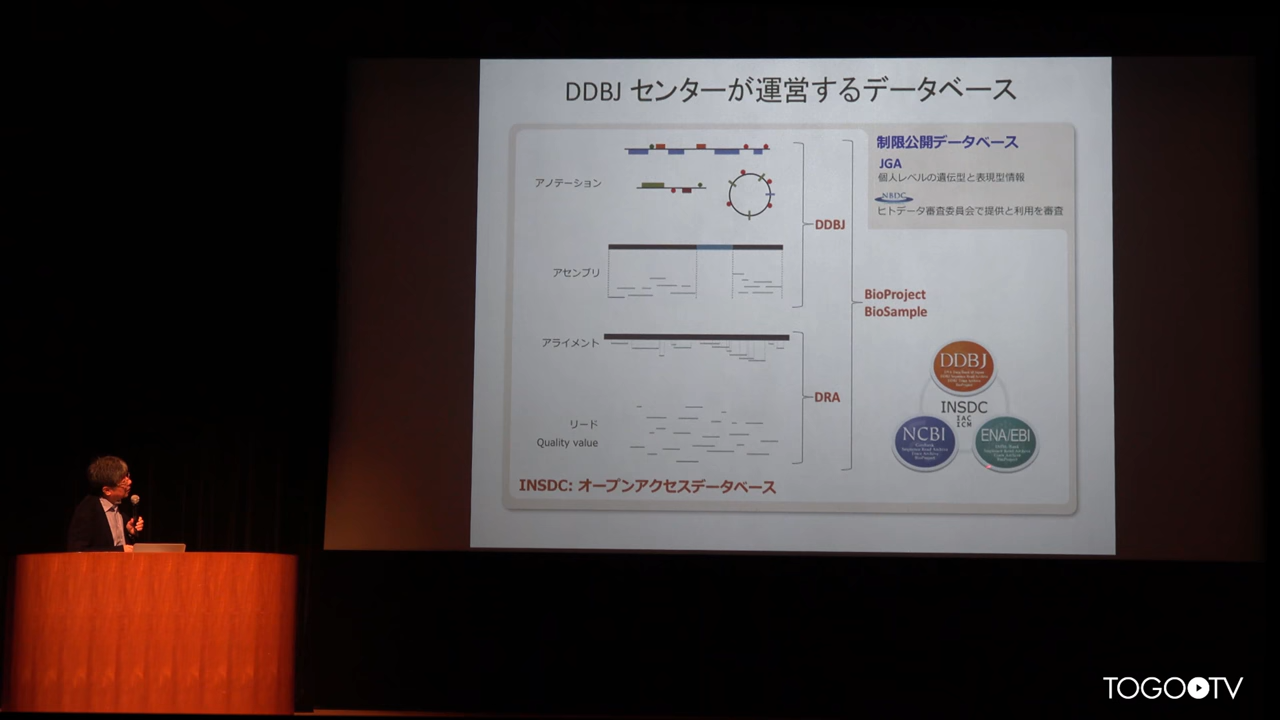 DDBJ センターが運営するデータベース
制限公開データベース
JGA
個人レベルの遺伝型と表現型情報
NBDC
ヒトデータ審査委員会で提供と利用を審査
アノテーション
DDBJ
アセンブリ
BioProject
BioSample
アライメント
DRA
リード
Quality value
DDBJ
INSDC
IAC
ICM
NCBI
ENA/EBI
INSDC: オープンアクセスデータベース
TOGOTV